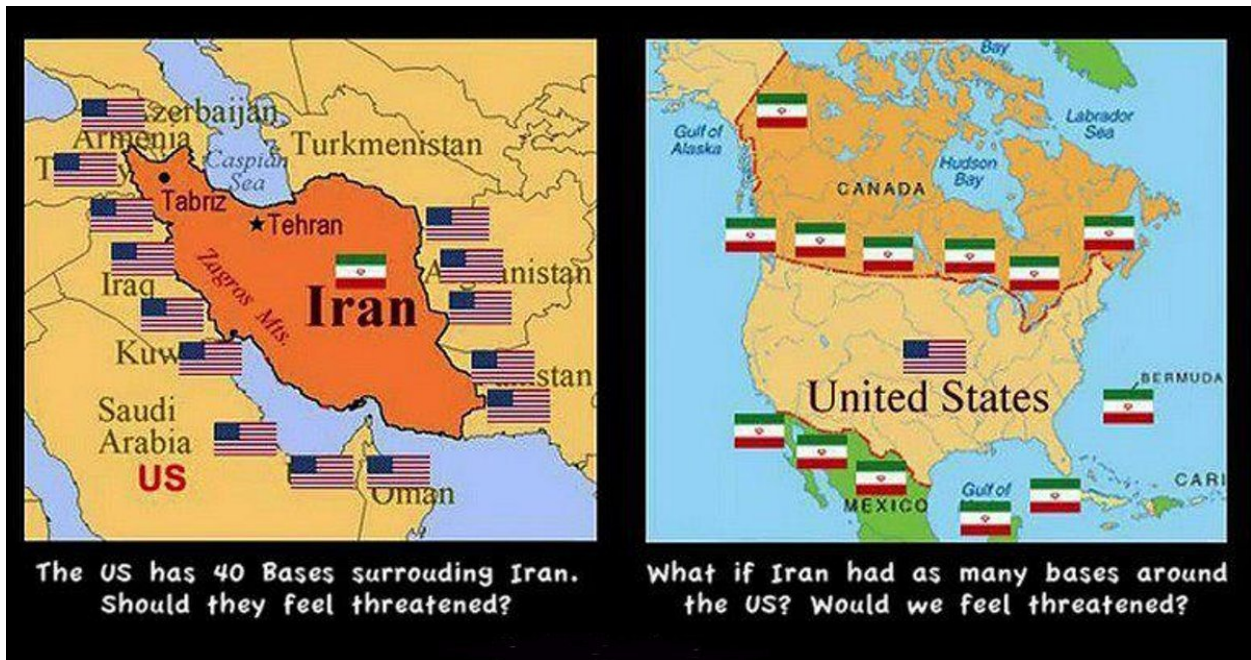 Azerbaijan
Armenia
Turkmenistan
Caspian
Sea
Tabriz
Tehran
Iraq
Zagros Mts.
Iran
Saudi
Arabia
US
Oman
The US has 40 Bases surrouding Iran.
Should they feel threatened?
Bay
Gulf of
Alaska
Labrador
Sea
Hudson
Bay
CANADA
United States
BERMUDA
MEXICO
Gulf of
CARI
What if Iran had as many bases around
the US? Would we feel threatened?